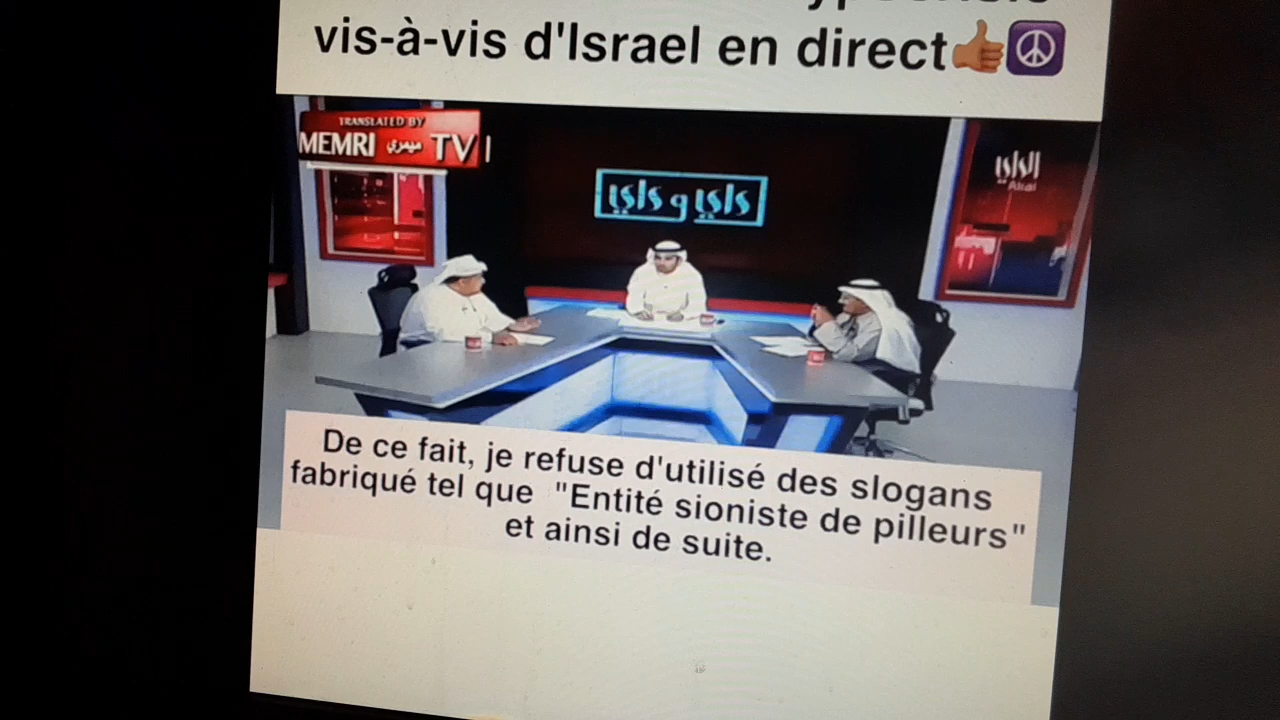 vis-à-vis d'Israel en direct👍☮
TRANSLATED BY
MEMRI ميمري TV
الراي
Alrai
راي و راي
De ce fait, je refuse d'utilisé des slogans
fabriqué tel que "Entité sioniste de pilleurs"
et ainsi de suite.